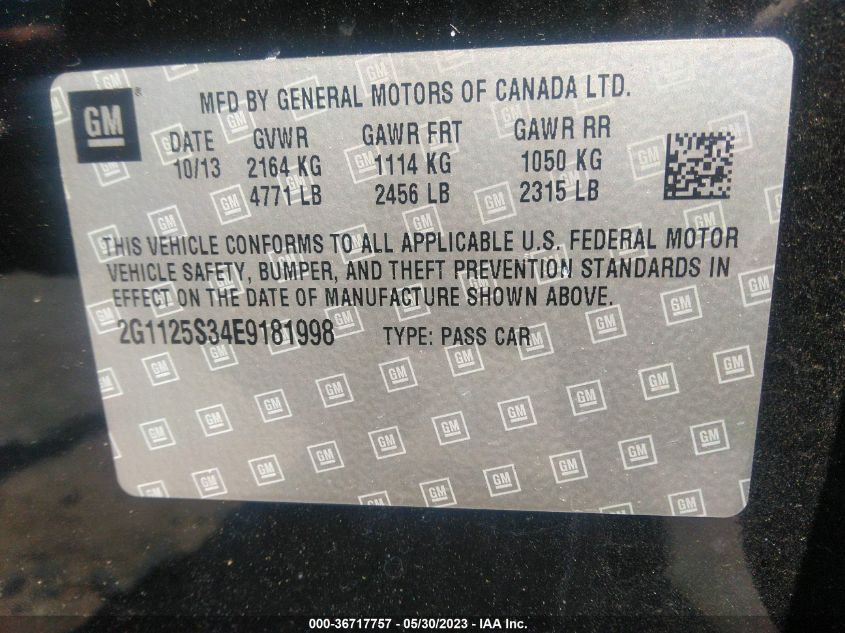 GM ®
MFD BY GENERAL MOTORS OF CANADA LTD.
DATE GVWR GAWR FRT GAWR RR
10/13 2164 KG 1114 KG 1050 KG
4771 LB 2456 LB 2315 LB
THIS VEHICLE CONFORMS TO ALL APPLICABLE U.S. FEDERAL MOTOR
VEHICLE SAFETY, BUMPER, AND THEFT PREVENTION STANDARDS IN
EFFECT ON THE DATE OF MANUFACTURE SHOWN ABOVE.
2G1125S34E9181998 TYPE: PASS CAR
000-36717757 - 05/30/2023 - IAA Inc.